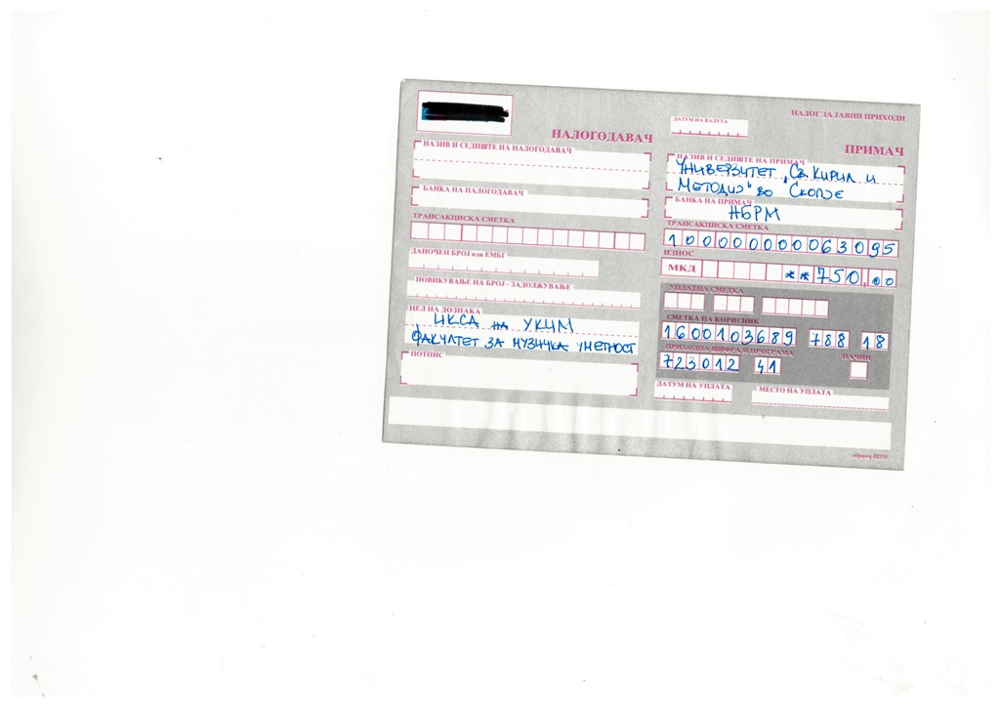 НАЛОГОДАВАЧ
НАЗИВ И СЕДИШТЕ НА НАЛОГОДАВАЧ
БАНКА НА НАЛОГОДАВАЧ
ТРАНСАКЦИСКА СМЕТКА
ДАНОЧЕН БРОЈ или ЕМБГ
ПОВИКУВАЊЕ НА БРОЈ - ЗАДОЛЖУВАЊЕ
ЦЕЛ НА ДОЗНАКА
ИКСА на УКИМ
ФАКУЛТЕТ ЗА МУЗИЧКА УМЕТНОСТ
ПОТПИС
ДАТУМ НА ВАЛУТА
НАЛОГ ЗА ЈАВНИ ПРИХОДИ
ПРИМАЧ
НАЗИВ И СЕДИШТЕ НА ПРИМАЧ
УНИВЕРЗИТЕТ „СВ. КИРИЛ И
МЕТОДИЈ" ВО СКОПЈЕ
БАНКА НА ПРИМАЧ
НБРМ
ТРАНСАКЦИСКА СМЕТКА
100000000063095
ИЗНОС
МКД **750,00
УПЛАТНА СМЕТКА
СМЕТКА НА КОРИСНИК
1600103689 788 18
ПРИХОДНА ШИФРА И ПРОГРАМА
НАЧИН
723012 41
ДАТУМ НА УПЛАТА
МЕСТО НА УПЛАТА
образец ПП50